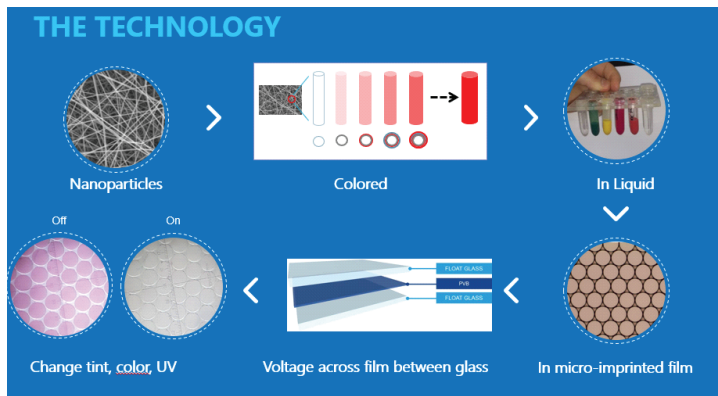 THE TECHNOLOGY
Nanoparticles
Colored
In Liquid
Off
On
FLOAT GLASS
PVB
FLOAT GLASS
Change tint, color, UV
Voltage across film between glass
In micro-imprinted film